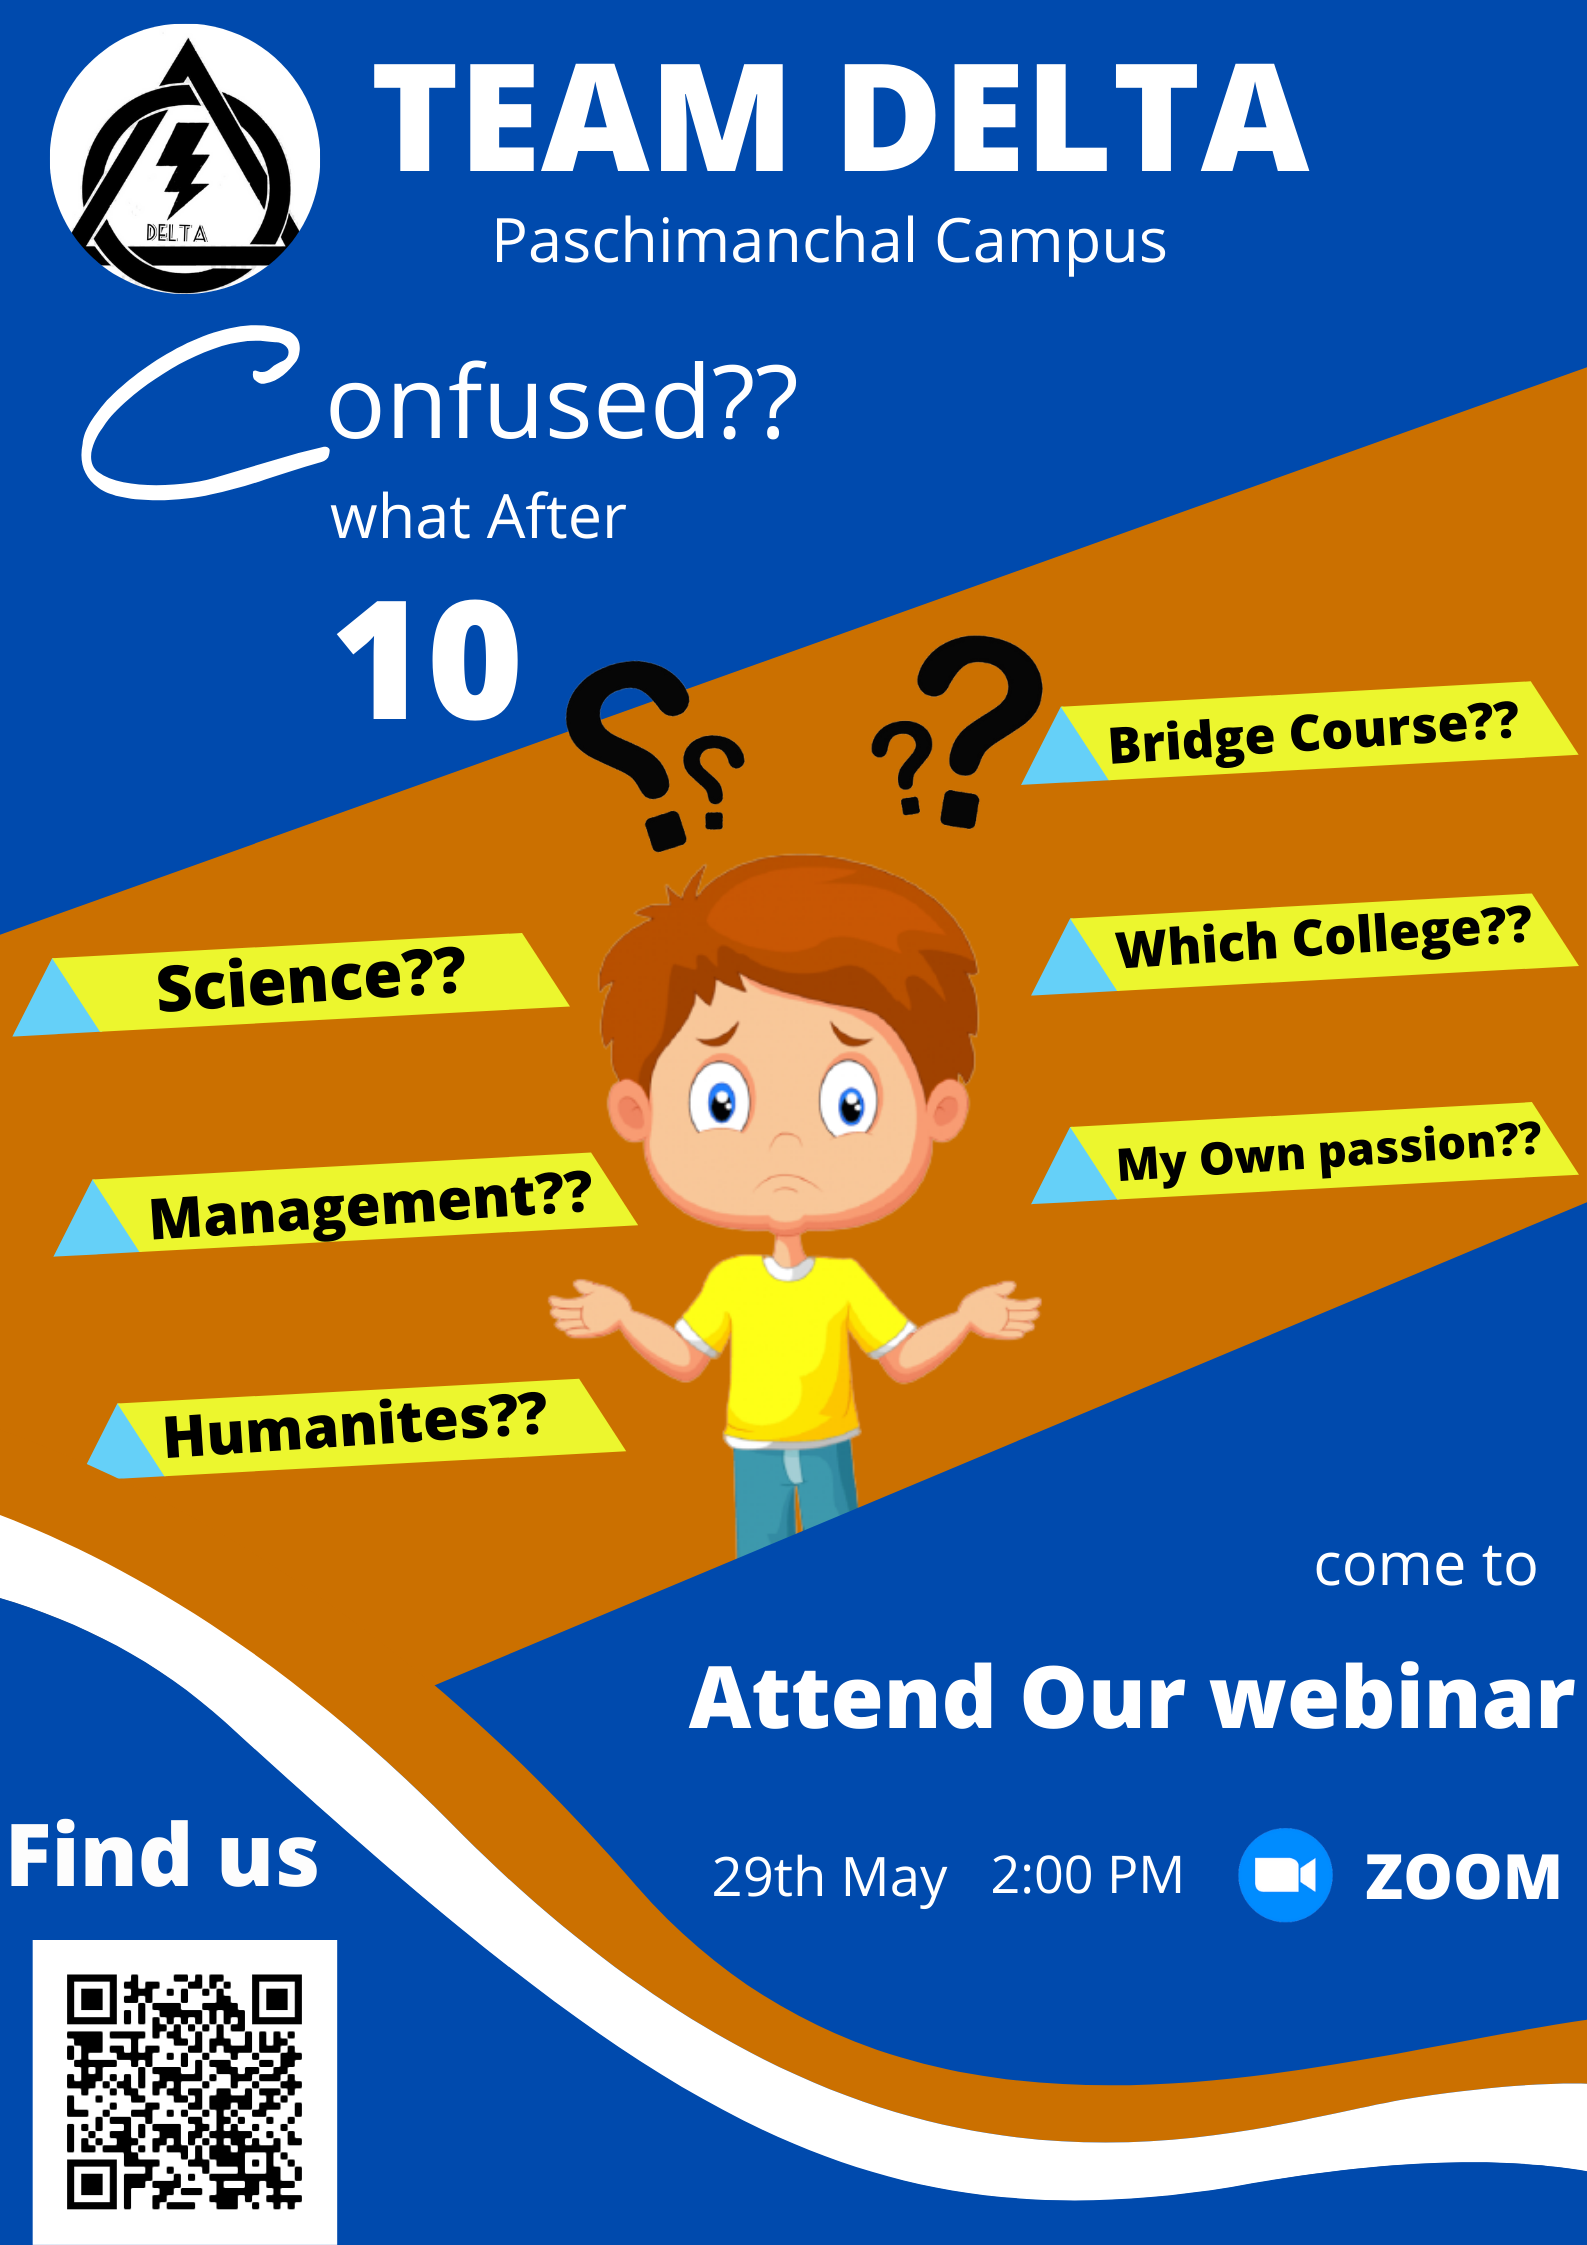 DELTA
TEAM DELTA
Paschimanchal Campus
Confused??
what After
10
Science??
Management??
Humanites??
Bridge Course??
Which College??
My Own passion??
come to
Attend Our webinar
29th May 2:00 PM ZOOM
Find us